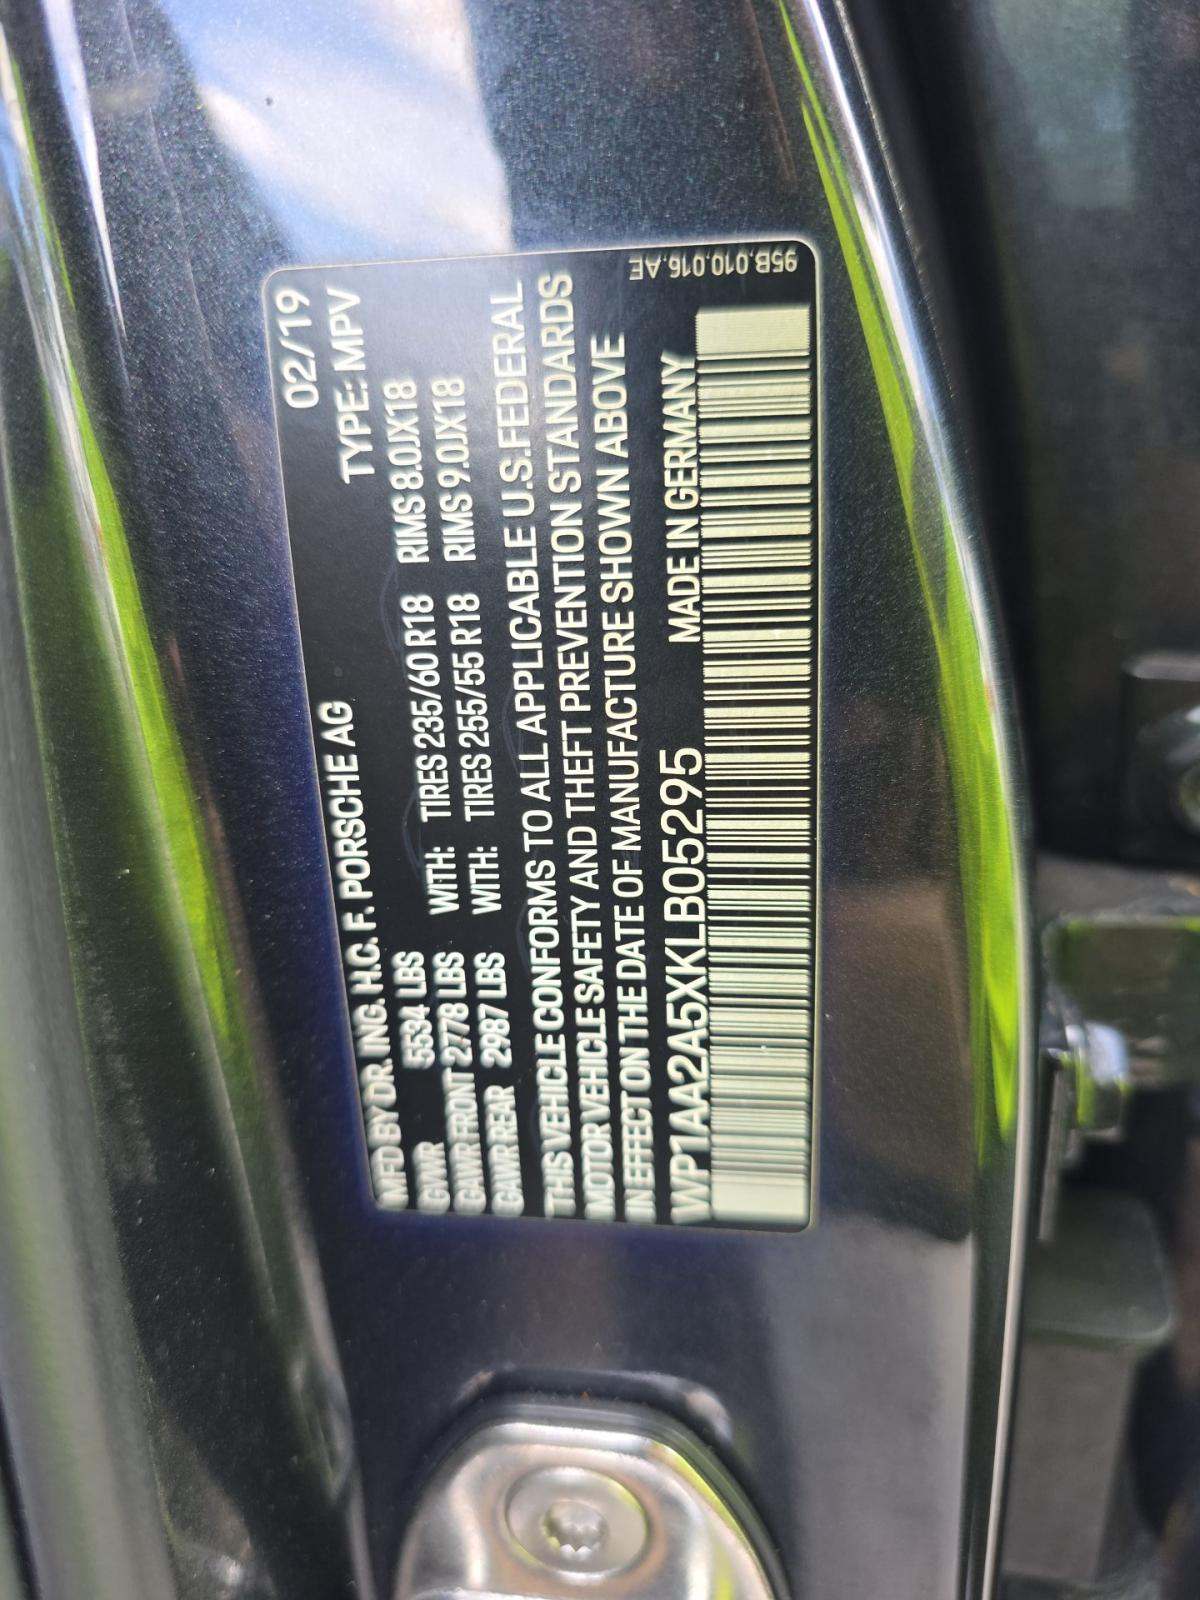 02/19
MFD BY DR. ING. H.C. F. PORSCHE AG TYPE: MPV
GVWR 5534 LBS WITH: TIRES 235/60 R18 RIMS 8.0JX18
GAWR FRONT 2778 LBS WITH: TIRES 255/55 R18 RIMS 9.0JX18
GAWR REAR 2987 LBS
THIS VEHICLE CONFORMS TO ALL APPLICABLE U.S. FEDERAL
MOTOR VEHICLE SAFETY AND THEFT PREVENTION STANDARDS
IN EFFECT ON THE DATE OF MANUFACTURE SHOWN ABOVE
WP1AA2A5XKLB05295 MADE IN GERMANY
95B.010.016.AE